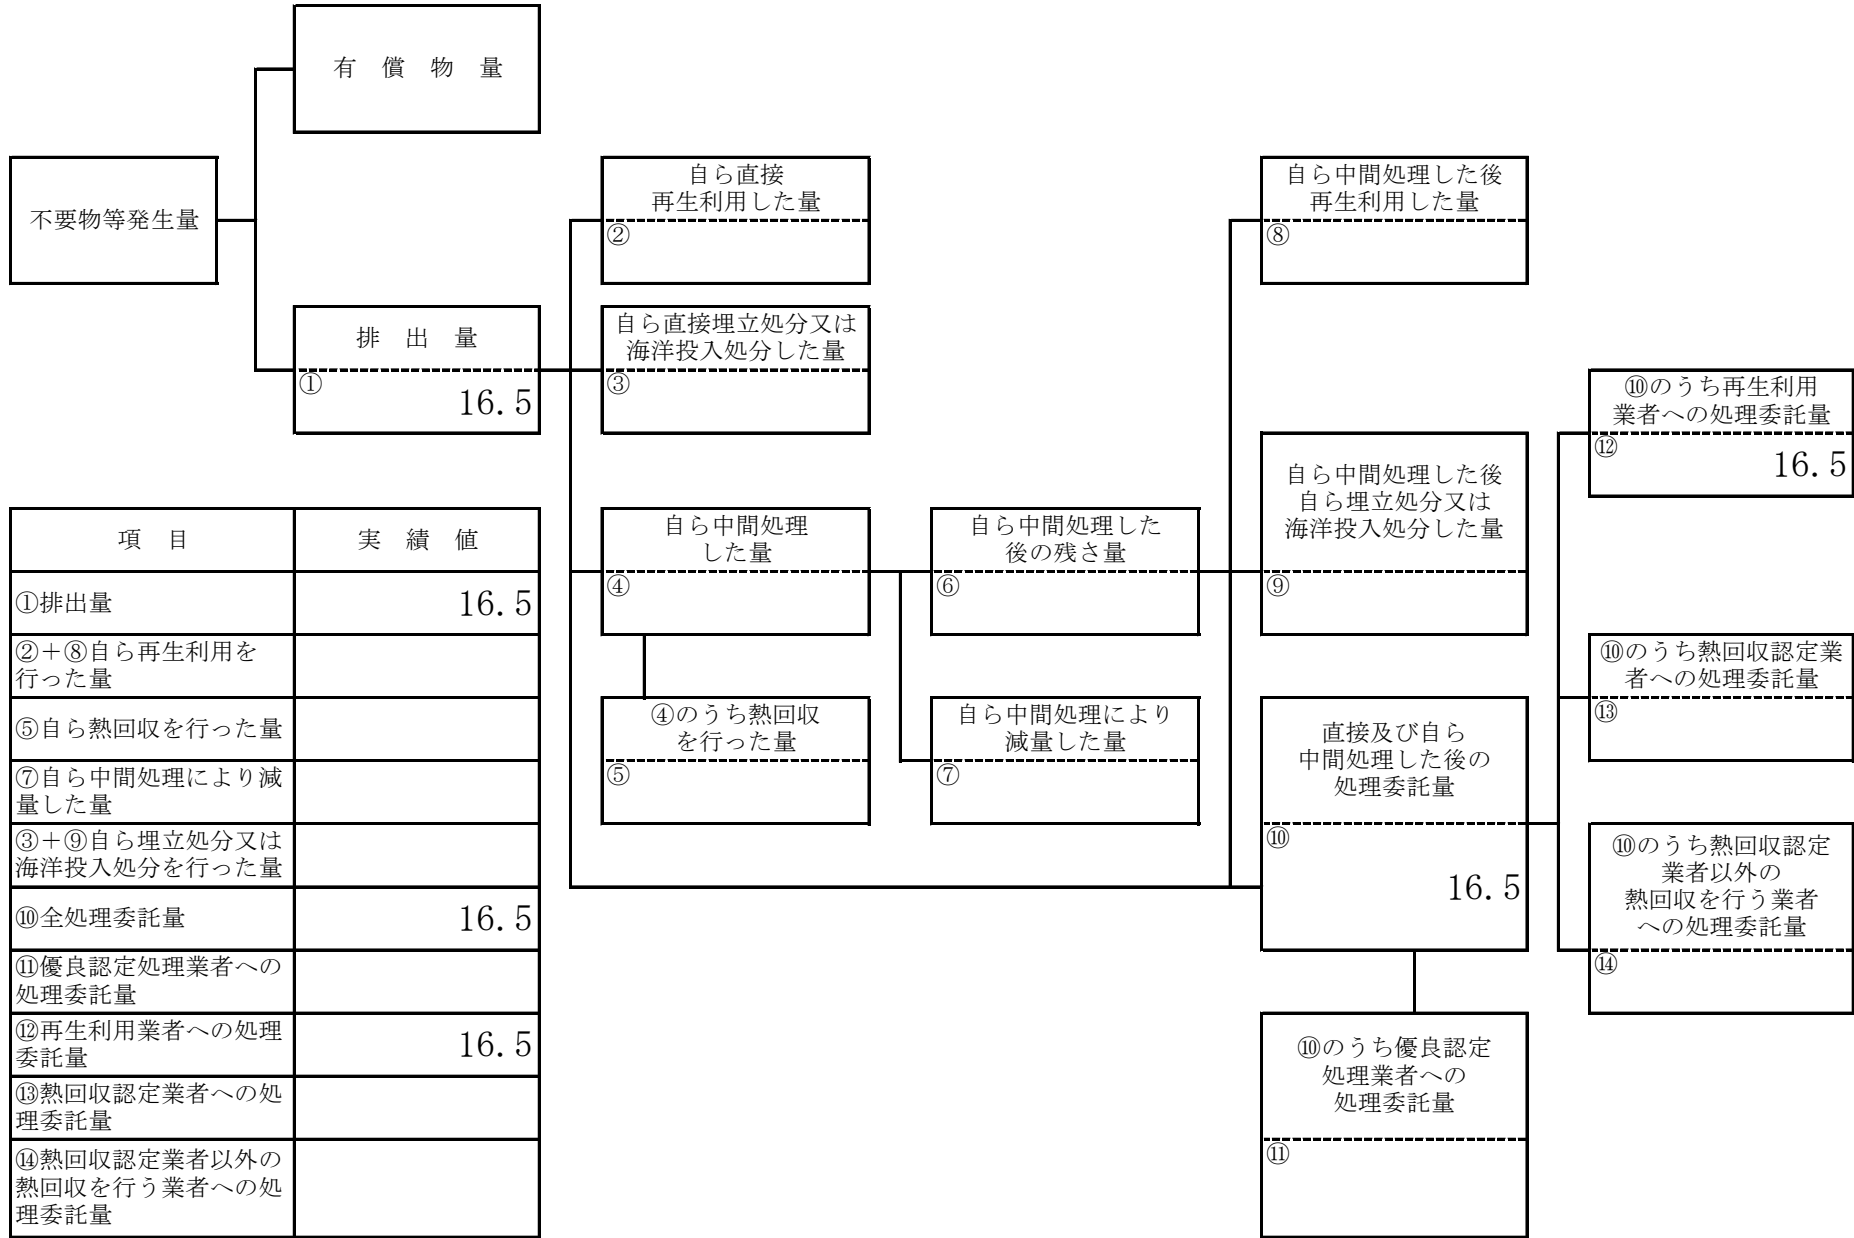 有　償　物　量
不要物等発生量
排　出　量
①
16.5
自ら直接
再生利用した量
②
自ら直接埋立処分又は
海洋投入処分した量
③
自ら中間処理
した量
④
④のうち熱回収
を行った量
⑤
自ら中間処理した
後の残さ量
⑥
自ら中間処理により
減量した量
⑦
自ら中間処理した後
再生利用した量
⑧
自ら中間処理した後
自ら埋立処分又は
海洋投入処分した量
⑨
直接及び自ら
中間処理した後の
処理委託量
⑩
16.5
⑩のうち優良認定
処理業者への
処理委託量
⑪
⑩のうち再生利用
業者への処理委託量
⑫
16.5
⑩のうち熱回収認定業
者への処理委託量
⑬
⑩のうち熱回収認定
業者以外の
熱回収を行う業者
への処理委託量
⑭
項　目　実　績　値
①排出量　16.5
②＋⑧自ら再生利用を
行った量
⑤自ら熱回収を行った量
⑦自ら中間処理により減
量した量
③＋⑨自ら埋立処分又は
海洋投入処分を行った量
⑩全処理委託量　16.5
⑪優良認定処理業者への
処理委託量
⑫再生利用業者への処理
委託量　16.5
⑬熱回収認定業者への処
理委託量
⑭熱回収認定業者以外の
熱回収を行う業者への処
理委託量